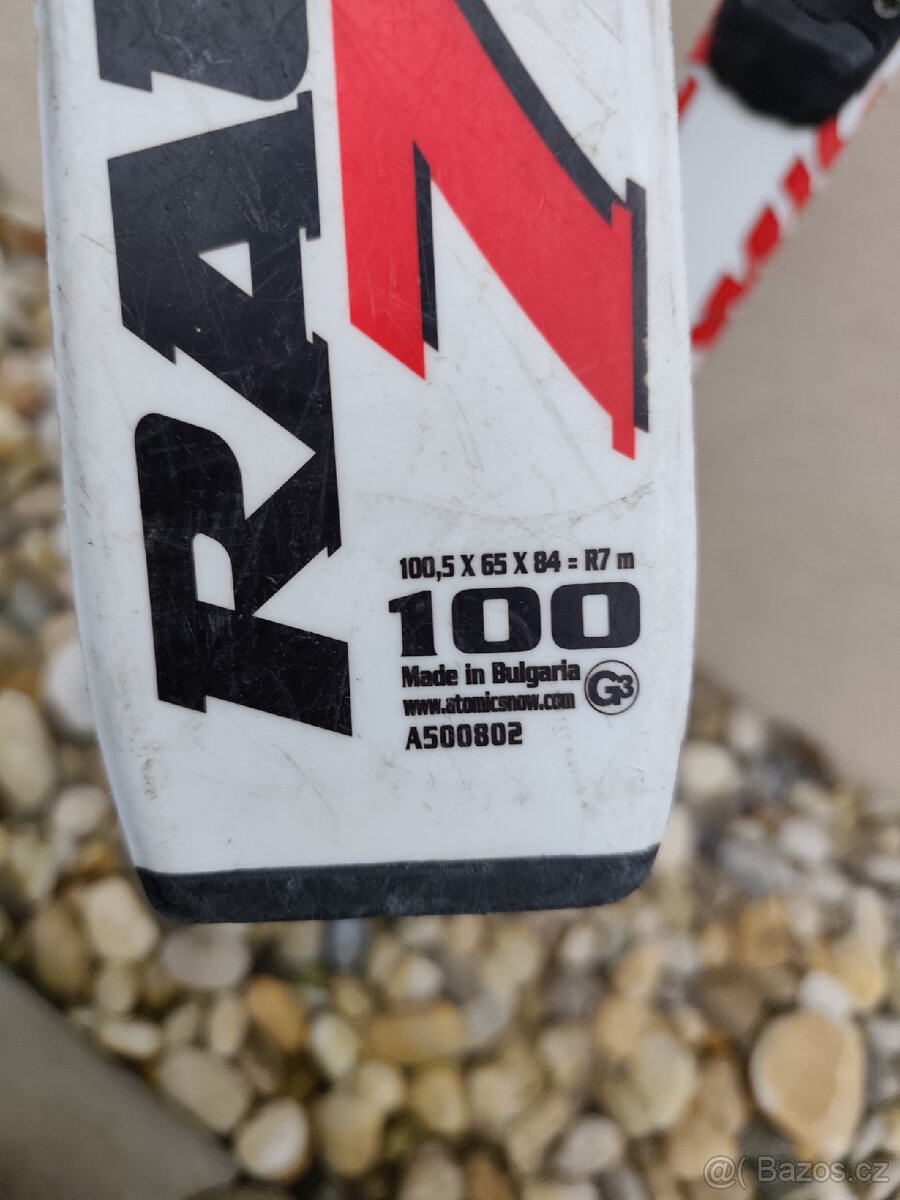 100,5 X 65 X 84 = R7 m
100
Made in Bulgaria
G3
www.atomicsnow.com
A500802
@( Bazos.cz